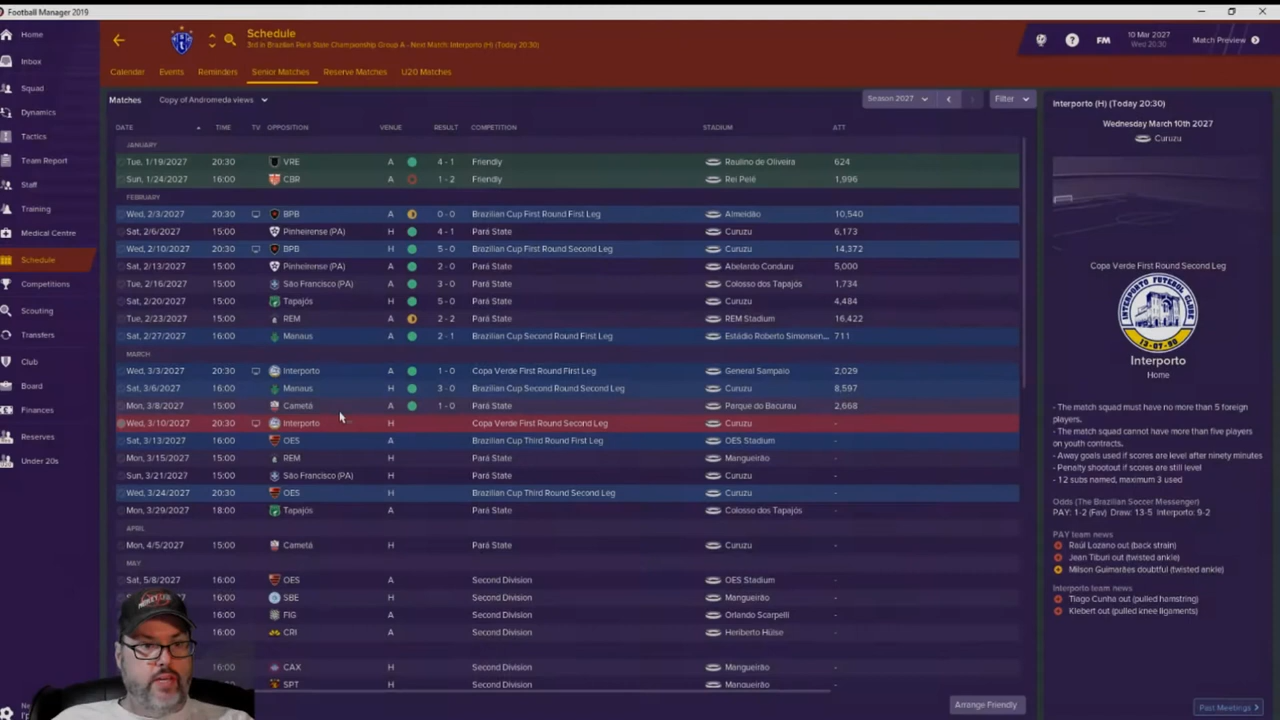 Football Manager 2019
Home
Inbox
Squad
Dynamics
Tactics
Team Report
Staff
Training
Medical Centre
Schedule
Competitions
Scouting
Transfers
Club
Board
Finances
Reserves
Under 20s
Schedule
3rd in Brazilian Pará State Championship Group A - Next Match: Interporto (H) (Today 20:30)
FM
10 Mar 2027
Wed 20:30
Match Preview
Calendar Events Reminders Senior Matches Reserve Matches U20 Matches
Matches Copy of Andromeda views Season 2027 Filter
DATE TIME TV OPPOSITION VENUE RESULT COMPETITION STADIUM ATT
JANUARY
Tue, 1/19/2027 20:30 VRE A 4 - 1 Friendly Raulino de Oliveira 624
Sun, 1/24/2027 16:00 CBR A 1 - 2 Friendly Rei Pelé 1,996
FEBRUARY
Wed, 2/3/2027 20:30 BPB A 0 - 0 Brazilian Cup First Round First Leg Almeidão 10,540
Sat, 2/6/2027 15:00 Pinheirense (PA) H 4 - 1 Pará State Curuzu 6,173
Wed, 2/10/2027 20:30 BPB H 5 - 0 Brazilian Cup First Round Second Leg Curuzu 14,372
Sat, 2/13/2027 15:00 Pinheirense (PA) A 2 - 0 Pará State Abelardo Conduru 5,000
Tue, 2/16/2027 15:00 São Francisco (PA) A 3 - 0 Pará State Colosso dos Tapajós 1,734
Sat, 2/20/2027 15:00 Tapajós H 5 - 0 Pará State Curuzu 4,484
Tue, 2/23/2027 15:00 REM A 2 - 2 Pará State REM Stadium 16,422
Sat, 2/27/2027 16:00 Manaus A 2 - 1 Brazilian Cup Second Round First Leg Estádio Roberto Simonsen... 711
MARCH
Wed, 3/3/2027 20:30 Interporto A 1 - 0 Copa Verde First Round First Leg General Sampaio 2,029
Sat, 3/6/2027 16:00 Manaus H 3 - 0 Brazilian Cup Second Round Second Leg Curuzu 8,597
Mon, 3/8/2027 15:00 Cametá A 1 - 0 Pará State Parque do Bacurau 2,668
Wed, 3/10/2027 20:30 Interporto H Copa Verde First Round Second Leg Curuzu -
Sat, 3/13/2027 16:00 OES A Brazilian Cup Third Round First Leg OES Stadium -
Mon, 3/15/2027 15:00 REM H Pará State Mangueirão -
Sun, 3/21/2027 15:00 São Francisco (PA) H Pará State Curuzu -
Wed, 3/24/2027 20:30 OES H Brazilian Cup Third Round Second Leg Curuzu -
Mon, 3/29/2027 18:00 Tapajós A Pará State Colosso dos Tapajós -
APRIL
Mon, 4/5/2027 15:00 Cametá H Pará State Curuzu -
MAY
Sat, 5/8/2027 16:00 OES A Second Division OES Stadium -
16:00 SBE H Second Division Mangueirão -
16:00 FIG A Second Division Orlando Scarpelli -
16:00 CRI A Second Division Heriberto Hülse -
16:00 CAX H Second Division Mangueirão -
16:00 SPT H Second Division Mangueirão -
Arrange Friendly
Interporto (H) (Today 20:30)
Wednesday March 10th 2027
Curuzu
Copa Verde First Round Second Leg
INTERPORTO FUTEBOL CLUBE
13-07-90
Interporto
Home
- The match squad must have no more than 5 foreign
players.
- The match squad cannot have more than five players
on youth contracts.
- Away goals used if scores are level after ninety minutes
- Penalty shootout if scores are still level
- 12 subs named, maximum 3 used
Odds (The Brazilian Soccer Messenger)
PAY: 1-2 (Fav) Draw: 13-5 Interporto: 9-2
PAY team news
Raúl Lozano out (back strain)
Jean Tiburi out (twisted ankle)
Milson Guimarães doubtful (twisted ankle)
Interporto team news
Tiago Cunha out (pulled hamstring)
Klebert out (pulled knee ligaments)
Past Meetings